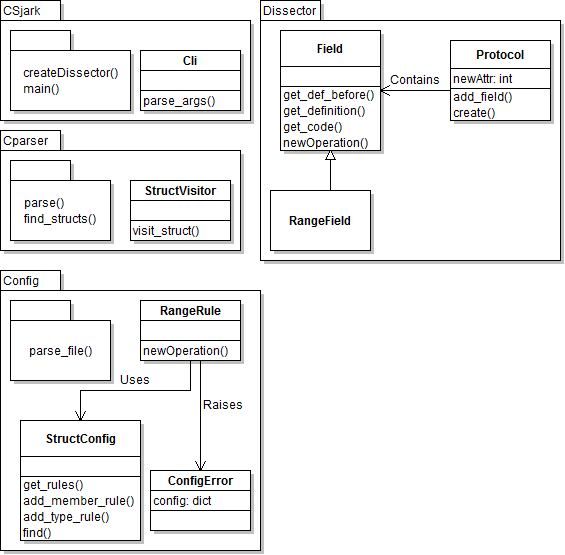 CSjark
createDissector()
main()
Cli
parse_args()
Cparser
parse()
find_structs()
StructVisitor
visit_struct()
Dissector
Field
get_def_before()
get_definition()
get_code()
newOperation()
Contains
Protocol
newAttr: int
add_field()
create()
RangeField
Config
parse_file()
RangeRule
newOperation()
Uses
Raises
StructConfig
get_rules()
add_member_rule()
add_type_rule()
find()
ConfigError
config: dict